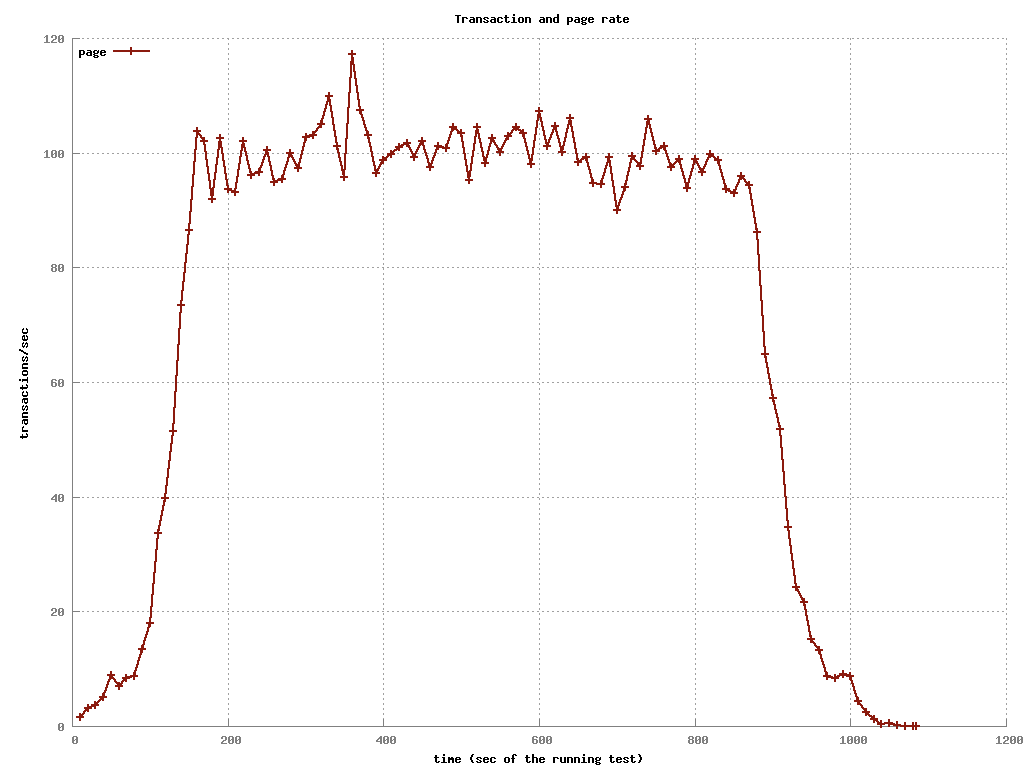 Transaction and page rate
120
page
100
80
60
40
20
0
transactions/sec
0 200 400 600 800 1000 1200
time (sec of the running test)